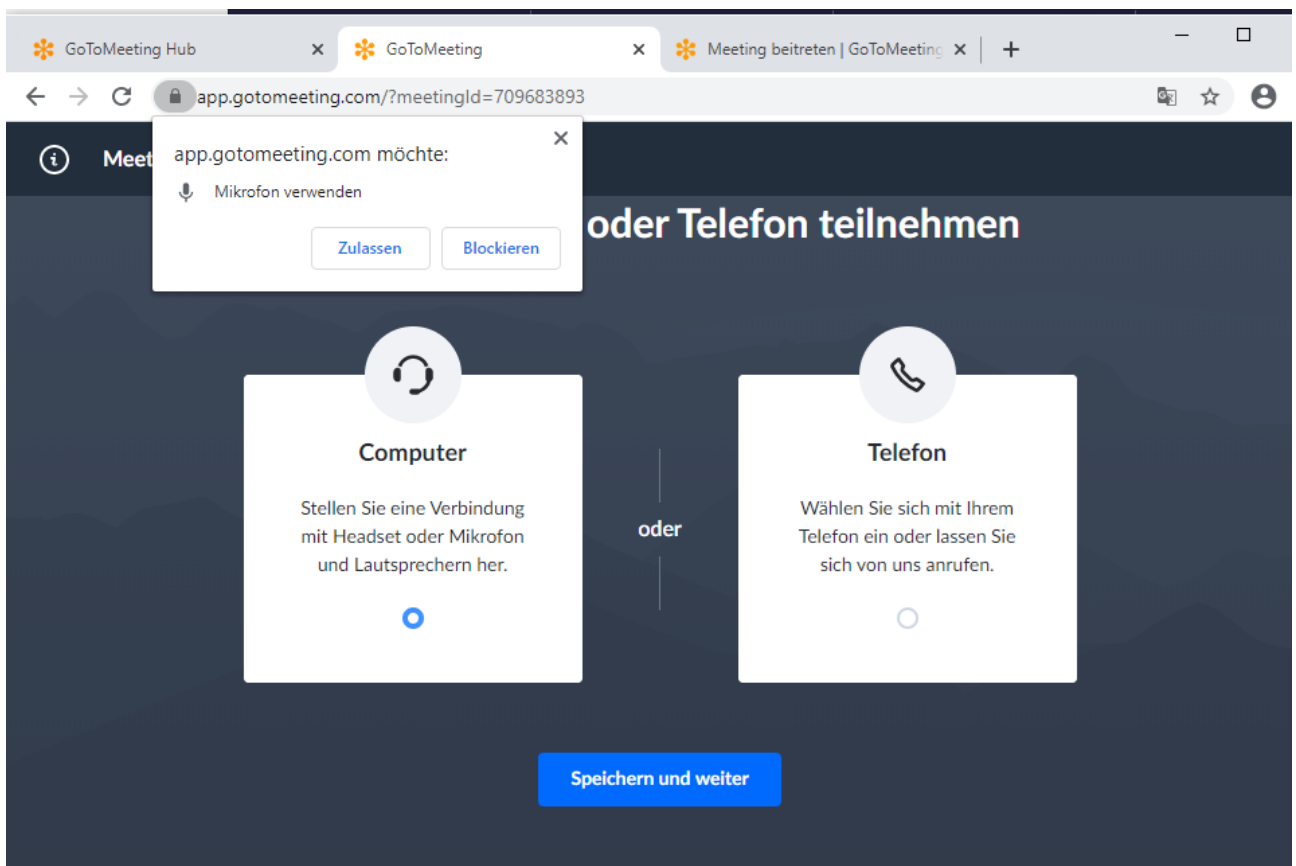 GoToMeeting Hub
GoToMeeting
Meeting beitreten | GoToMeeting
app.gotomeeting.com/?meetingId=709683893
app.gotomeeting.com möchte:
Mikrofon verwenden
Zulassen
Blockieren
Meet
oder Telefon teilnehmen
Computer
Stellen Sie eine Verbindung
mit Headset oder Mikrofon
und Lautsprechern her.
oder
Telefon
Wählen Sie sich mit Ihrem
Telefon ein oder lassen Sie
sich von uns anrufen.
Speichern und weiter